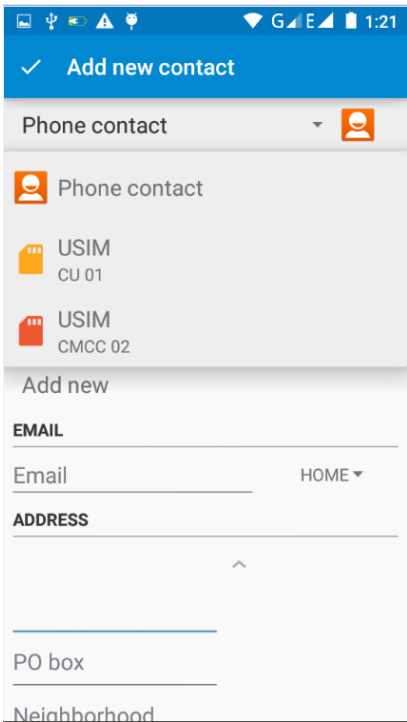 G E 1:21
Add new contact
Phone contact
Phone contact
USIM
CU 01
USIM
CMCC 02
Add new
EMAIL
Email HOME
ADDRESS
PO box
Neighborhood